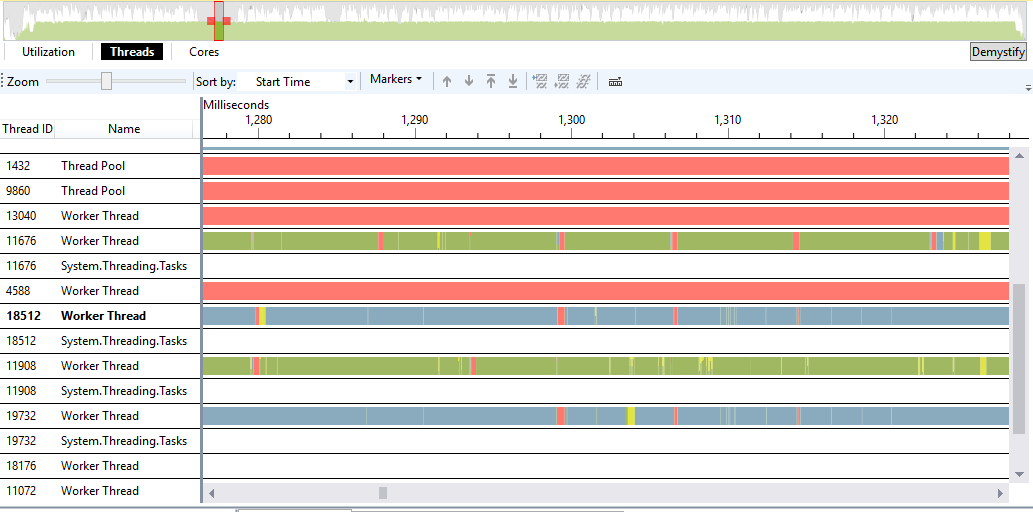 Utilization Threads Cores Demystify
Zoom Sort by: Start Time Markers
Milliseconds
Thread ID Name 1,280 1,290 1,300 1,310 1,320
1432 Thread Pool
9860 Thread Pool
13040 Worker Thread
11676 Worker Thread
11676 System.Threading.Tasks
4588 Worker Thread
18512 Worker Thread
18512 System.Threading.Tasks
11908 Worker Thread
11908 System.Threading.Tasks
19732 Worker Thread
19732 System.Threading.Tasks
18176 Worker Thread
11072 Worker Thread